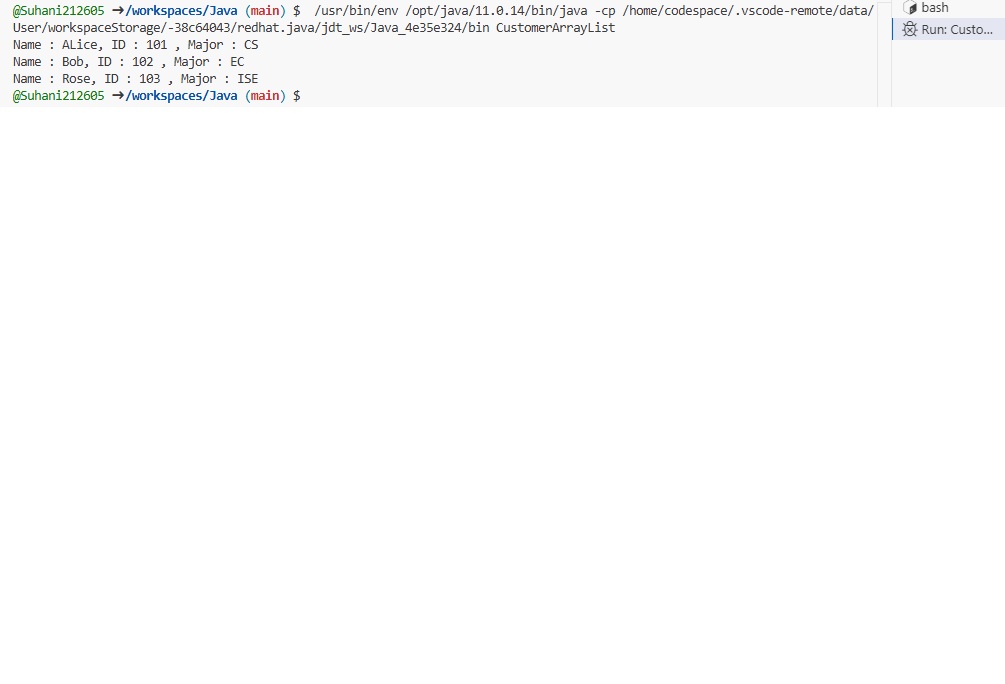 @Suhani212605 ➜/workspaces/Java (main) $  /usr/bin/env /opt/java/11.0.14/bin/java -cp /home/codespace/.vscode-remote/data/
User/workspaceStorage/-38c64043/redhat.java/jdt_ws/Java_4e35e324/bin CustomerArrayList
Name : ALice, ID : 101 , Major : CS
Name : Bob, ID : 102 , Major : EC
Name : Rose, ID : 103 , Major : ISE
@Suhani212605 ➜/workspaces/Java (main) $
bash
Run: Custo...